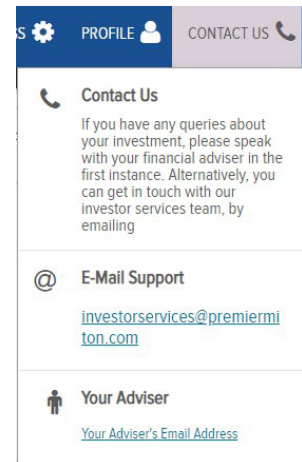 S PROFILE CONTACT US
Contact Us
If you have any queries about
your investment, please speak
with your financial adviser in the
first instance. Alternatively, you
can get in touch with our
investor services team, by
emailing
@ E-Mail Support
investorservices@premiermi
ton.com
Your Adviser
Your Adviser's Email Address